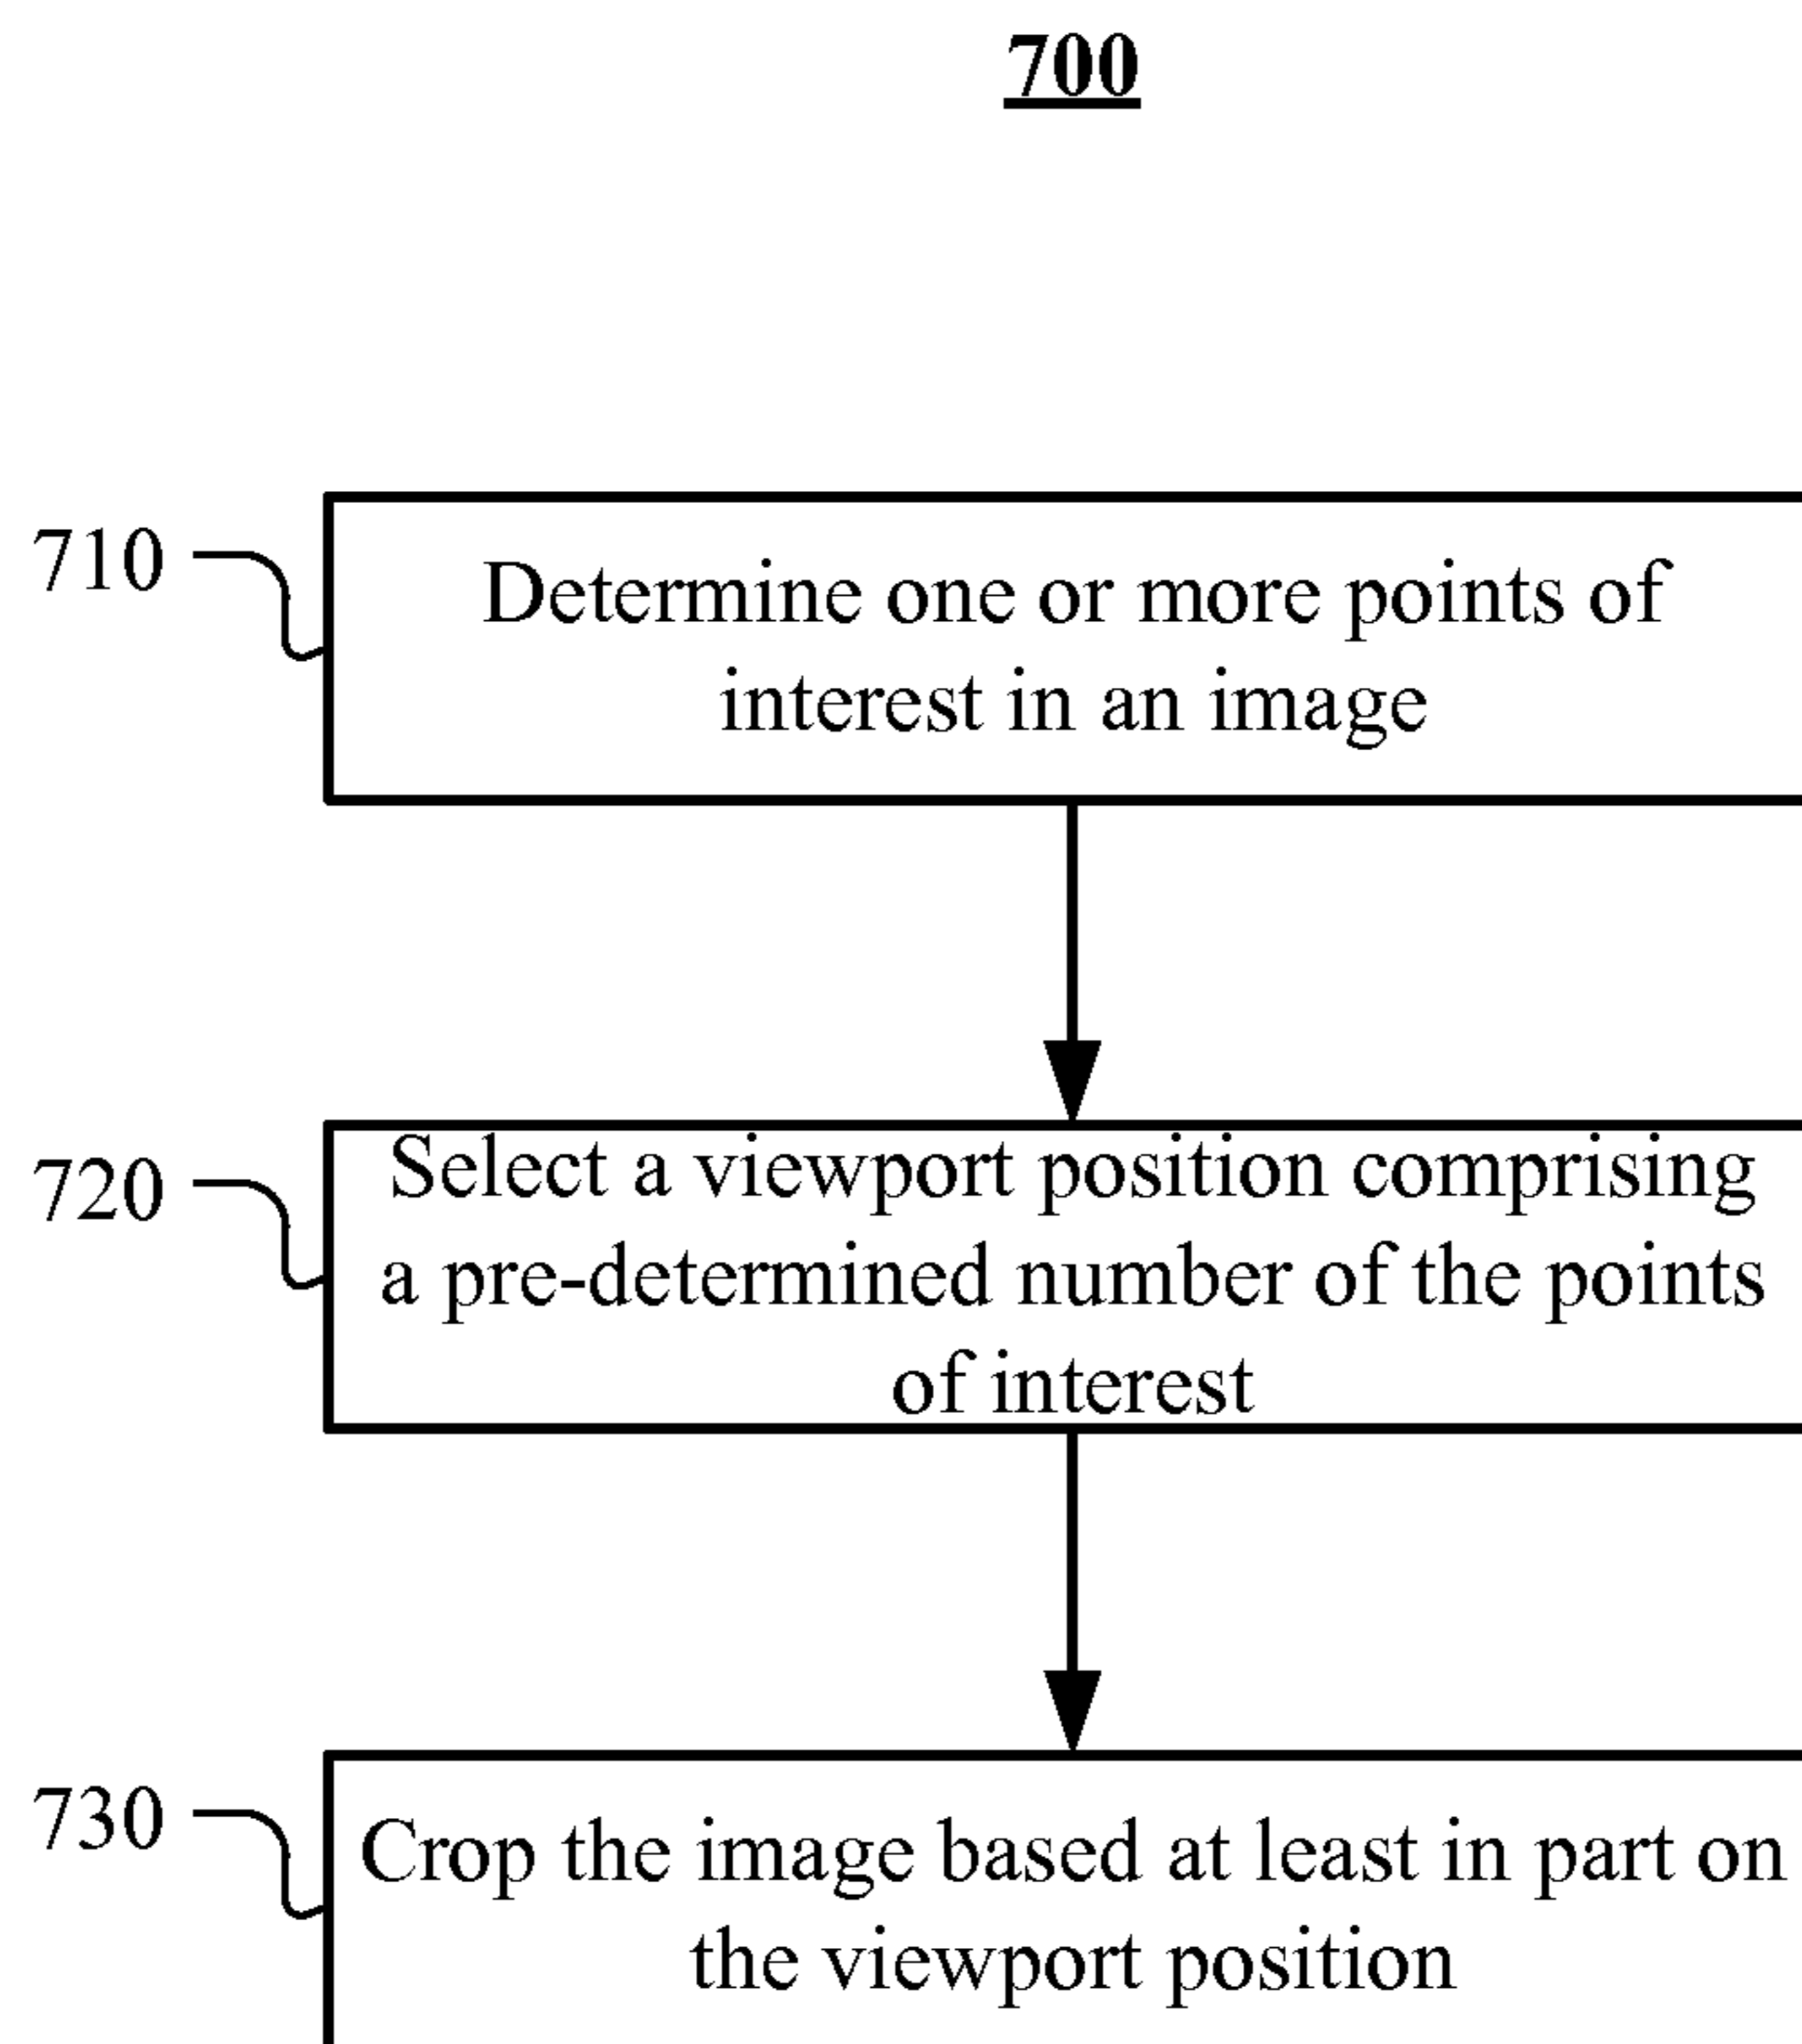 700
710
Determine one or more points of
interest in an image
720
Select a viewport position comprising
a pre-determined number of the points
of interest
730
Crop the image based at least in part on
the viewport position